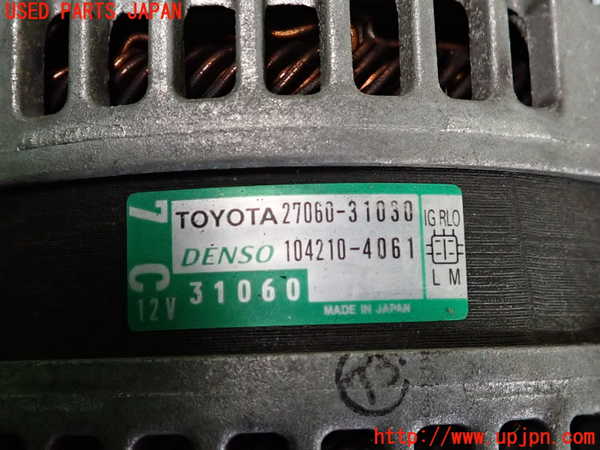 USED PARTS JAPAN
7 TOYOTA 27060-31030 IG RLO
DENSO 104210-4061
C 31060 L M
12V MADE IN JAPAN
http://www.upjpn.com